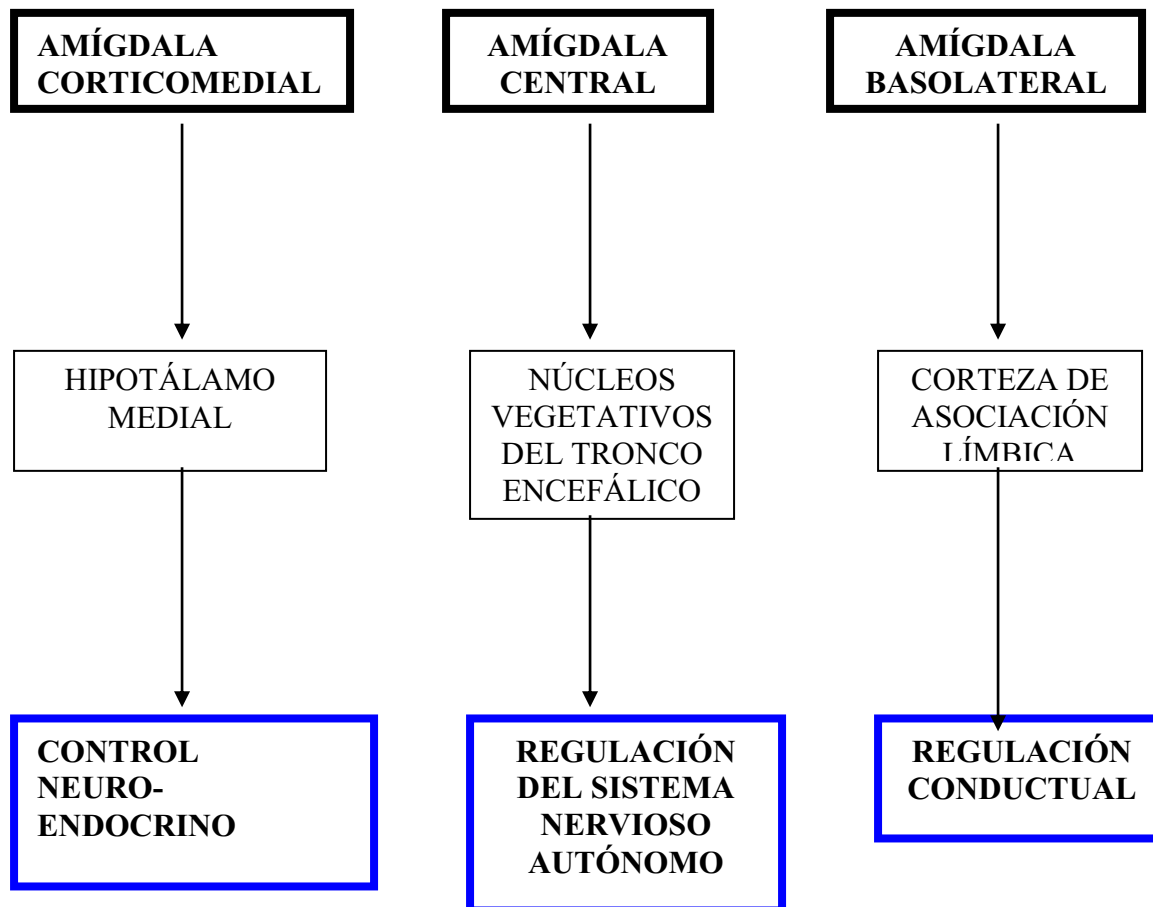 AMÍGDALA
CORTICOMEDIAL
AMÍGDALA
CENTRAL
AMÍGDALA
BASOLATERAL
HIPOTÁLAMO
MEDIAL
NÚCLEOS
VEGETATIVOS
DEL TRONCO
ENCEFÁLICO
CORTEZA DE
ASOCIACIÓN
LÍMBICA
CONTROL
NEURO-
ENDOCRINO
REGULACIÓN
DEL SISTEMA
NERVIOSO
AUTÓNOMO
REGULACIÓN
CONDUCTUAL